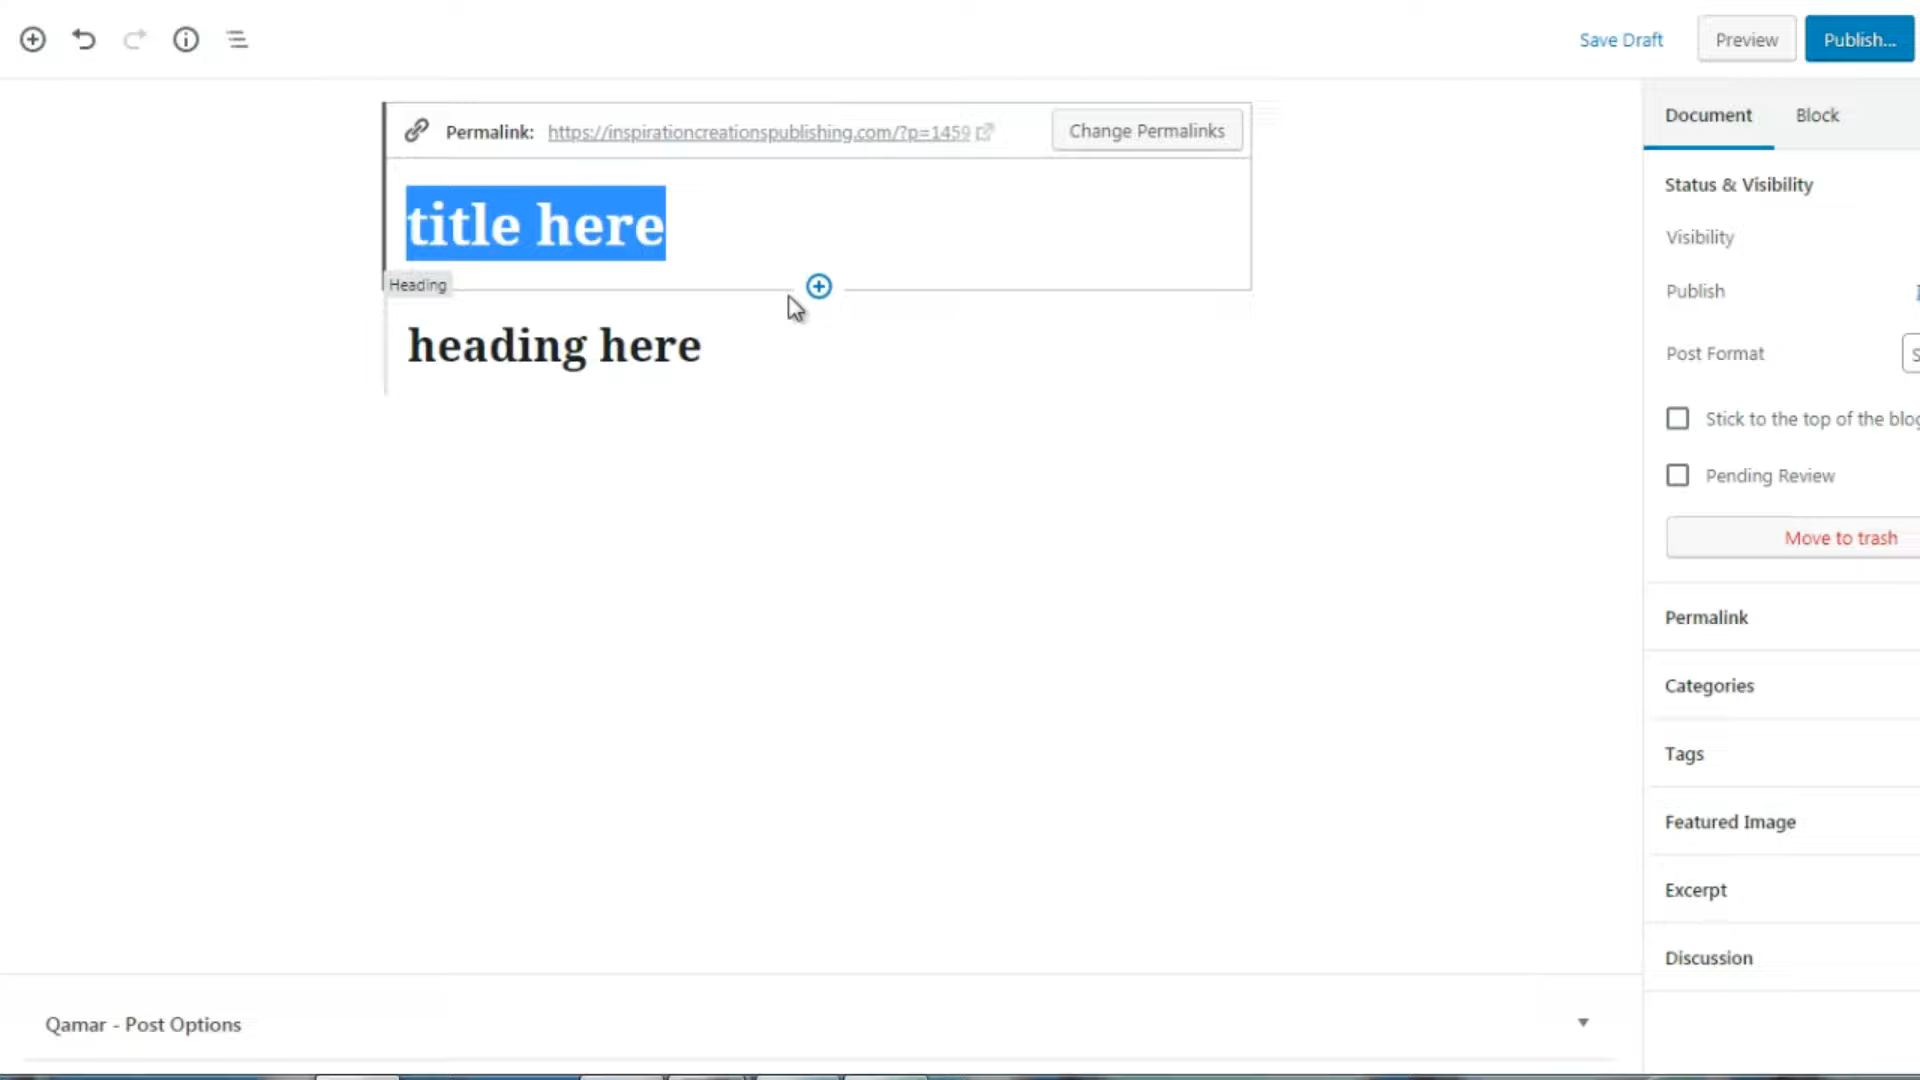 Save Draft
Preview
Publish...
Permalink: https://inspirationcreationspublishing.com/?p=1459
Change Permalinks
title here
Heading
heading here
Document
Block
Status & Visibility
Visibility
Publish
Post Format
Stick to the top of the blog
Pending Review
Move to trash
Permalink
Categories
Tags
Featured Image
Excerpt
Discussion
Qamar - Post Options